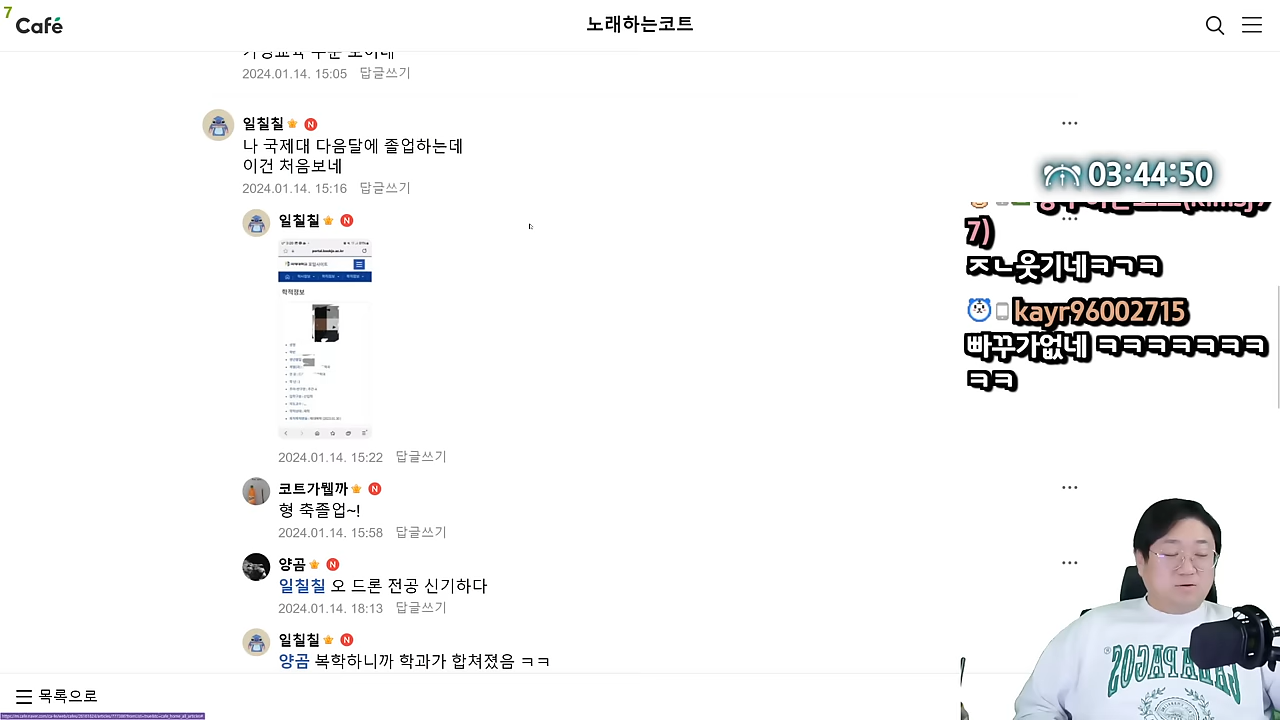 7
Café
노래하는코트
2024.01.14. 15:05 답글쓰기
일칠칠 N
나 국제대 다음달에 졸업하는데
이건 처음보네
2024.01.14. 15:16 답글쓰기
일칠칠 N
학적정보
2024.01.14. 15:22 답글쓰기
코트가뷀까 N
형 축졸업~!
2024.01.14. 15:58 답글쓰기
양곰 N
일칠칠 오 드론 전공 신기하다
2024.01.14. 18:13 답글쓰기
일칠칠 N
양곰 복학하니까 학과가 합쳐졌음 ㅋㅋ
목록으로
03:44:50
7)
ㅈㄴ웃기네ㅋㄱㅋ
kayr96002715
빠꾸가없네 ㅋㅋㅋㅋㅋㅋㅋ
ㅋㅋ